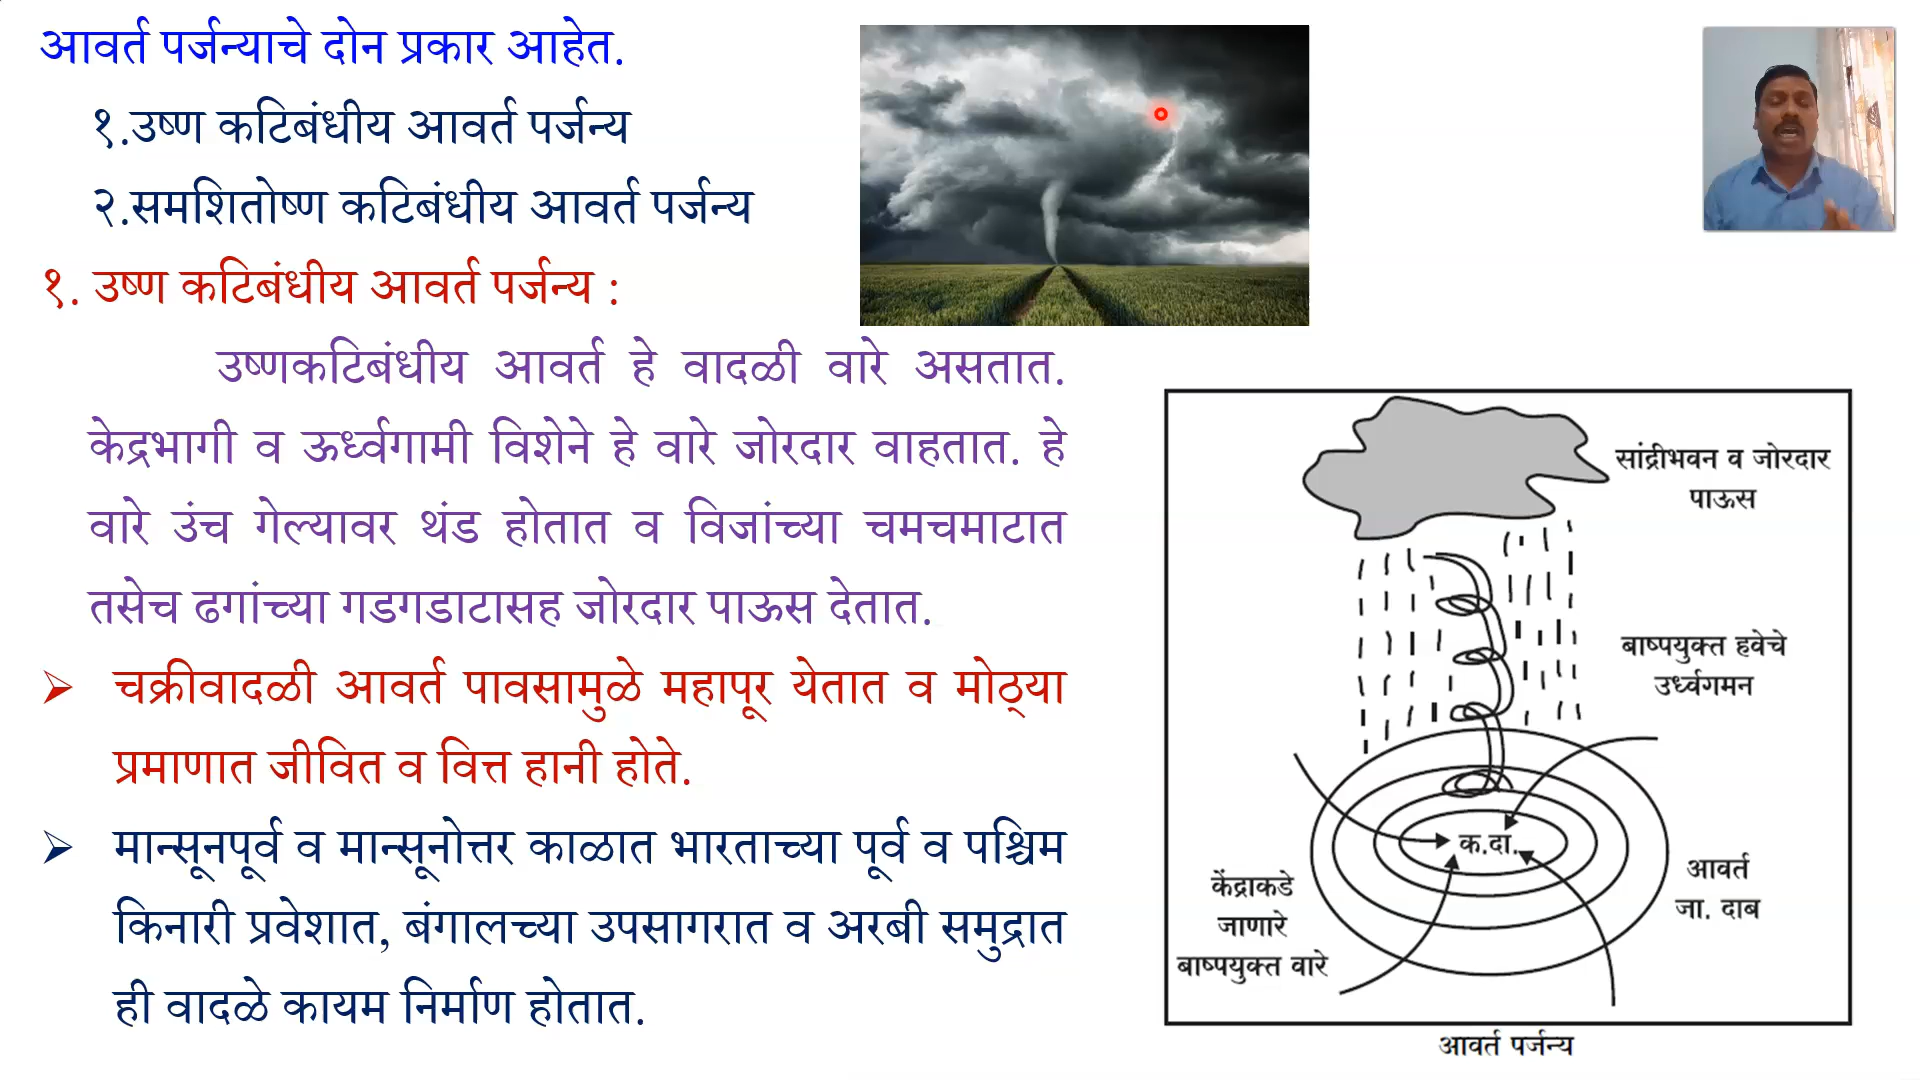 आवर्त पर्जन्याचे दोन प्रकार आहेत.
१.उष्ण कटिबंधीय आवर्त पर्जन्य
२.समशितोष्ण कटिबंधीय आवर्त पर्जन्य
१. उष्ण कटिबंधीय आवर्त पर्जन्य :
उष्णकटिबंधीय आवर्त हे वादळी वारे असतात.
केद्रभागी व ऊर्ध्वगामी विशेने हे वारे जोरदार वाहतात. हे
वारे उंच गेल्यावर थंड होतात व विजांच्या चमचमाटात
तसेच ढगांच्या गडगडाटासह जोरदार पाऊस देतात.
➢ चक्रीवादळी आवर्त पावसामुळे महापूर येतात व मोठ्या
प्रमाणात जीवित व वित्त हानी होते.
➢ मान्सूनपूर्व व मान्सूनोत्तर काळात भारताच्या पूर्व व पश्चिम
किनारी प्रवेशात, बंगालच्या उपसागरात व अरबी समुद्रात
ही वादळे कायम निर्माण होतात.
सांद्रीभवन व जोरदार
पाऊस
बाष्पयुक्त हवेचे
उर्ध्वगमन
क.दा.
केंद्राकडे
जाणारे
बाष्पयुक्त वारे
आवर्त
जा. दाब
आवर्त पर्जन्य